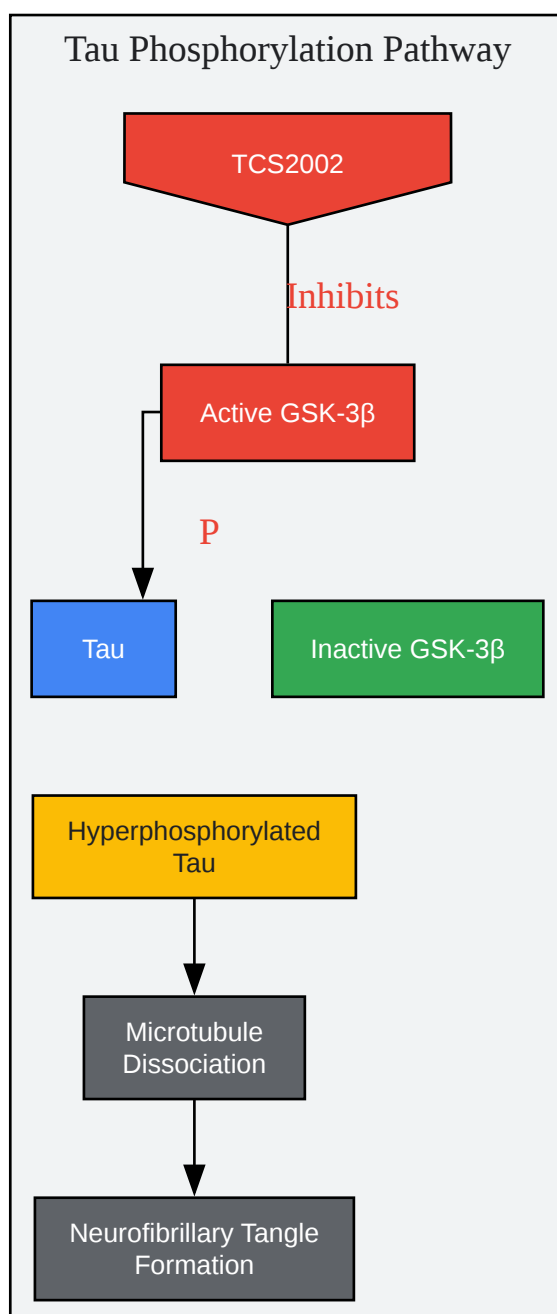 Tau Phosphorylation Pathway
TCS2002
Inhibits
Active GSK-3β
P
Tau
Inactive GSK-3β
Hyperphosphorylated
Tau
Microtubule
Dissociation
Neurofibrillary Tangle
Formation